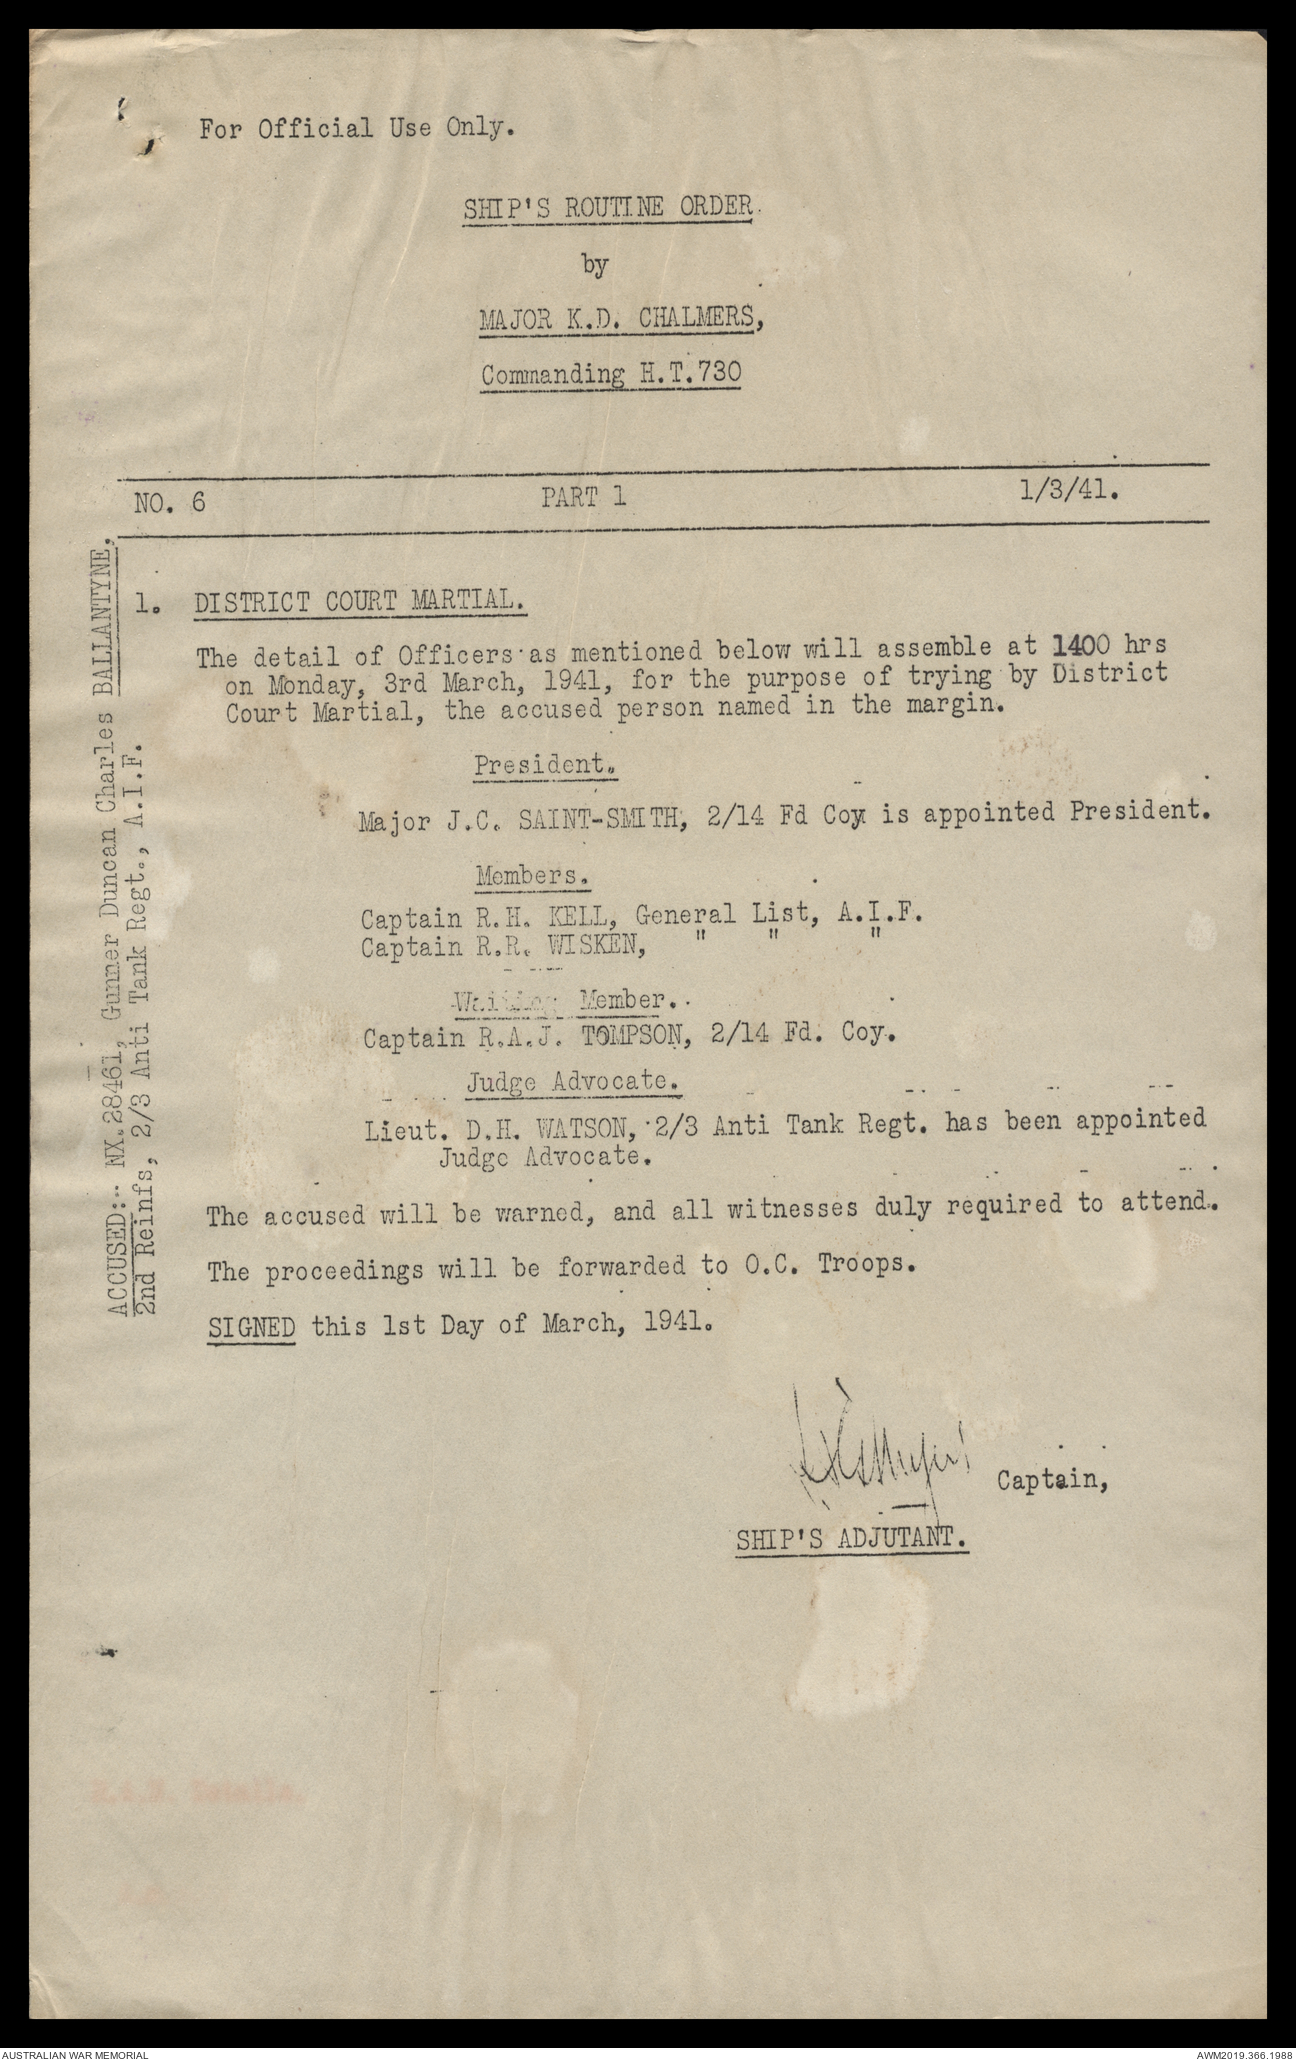 For Official Use Only.
SHIP'S ROUTINE ORDER.
by
MAJOR K.D. CHALMERS,
Commanding H.T.730
NO. 6 PART 1 1/3/41.
ACCUSED:- NX.28461, Gunner Duncan Charles BALLANTYNE,
2nd Reinfs, 2/3 Anti Tank Regt., A.I.F.
1. DISTRICT COURT MARTIAL.
The detail of Officers as mentioned below will assemble at 1400 hrs
on Monday, 3rd March, 1941, for the purpose of trying by District
Court Martial, the accused person named in the margin.
President.
Major J.C. SAINT-SMITH, 2/14 Fd Coy is appointed President.
Members.
Captain R.H. KELL, General List, A.I.F.
Captain R.R. WISKEN, " " "
Waiting Member.
Captain R.A.J. TOMPSON, 2/14 Fd. Coy.
Judge Advocate.
Lieut. D.H. WATSON, 2/3 Anti Tank Regt. has been appointed
Judge Advocate.
The accused will be warned, and all witnesses duly required to attend.
The proceedings will be forwarded to O.C. Troops.
SIGNED this 1st Day of March, 1941.
Captain,
SHIP'S ADJUTANT.
AUSTRALIAN WAR MEMORIAL AWM2019.366.1988